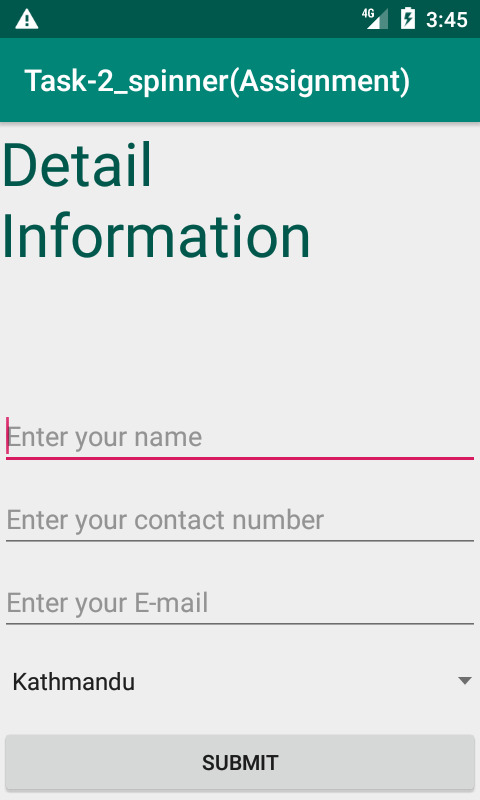 4G 3:45
Task-2_spinner(Assignment)
Detail
Information
Enter your name
Enter your contact number
Enter your E-mail
Kathmandu
SUBMIT